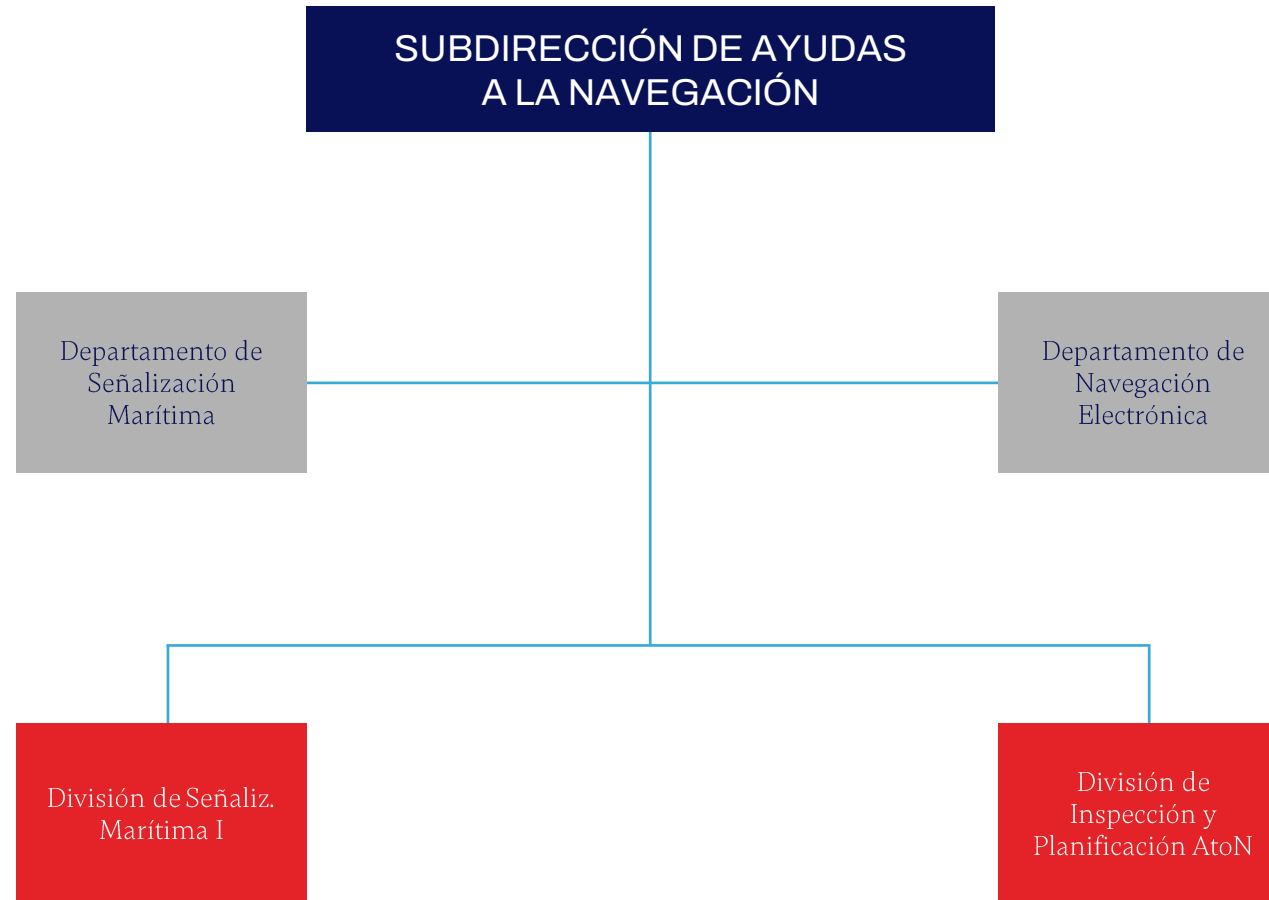 SUBDIRECCIÓN DE AYUDAS
A LA NAVEGACIÓN
Departamento de
Señalización
Marítima
Departamento de
Navegación
Electrónica
División de Señaliz.
Marítima I
División de
Inspección y
Planificación AtoN